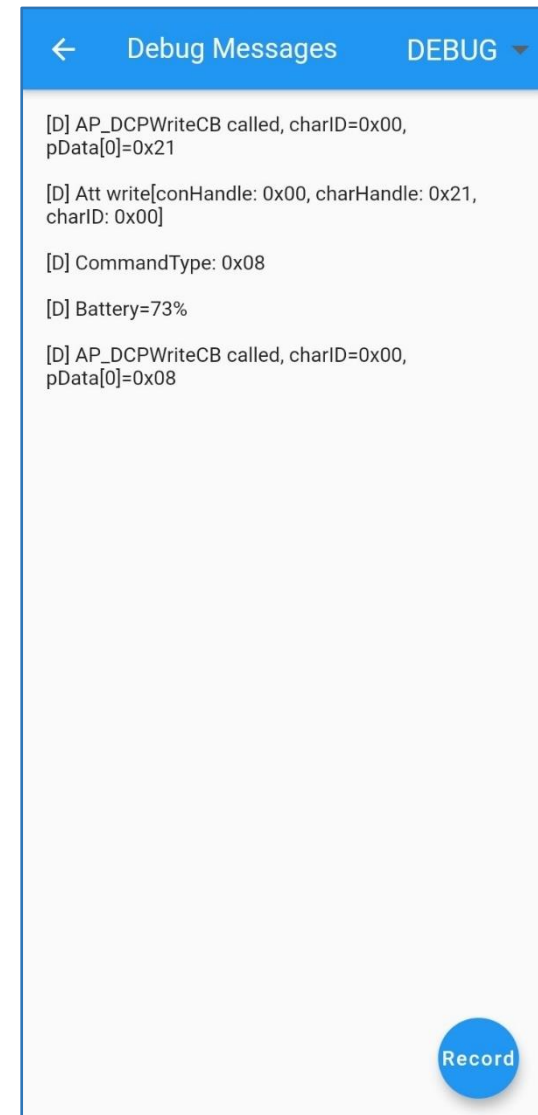 Debug Messages DEBUG
[D] AP_DCPWriteCB called, charID=0x00,
pData[0]=0x21
[D] Att write[conHandle: 0x00, charHandle: 0x21,
charID: 0x00]
[D] CommandType: 0x08
[D] Battery=73%
[D] AP_DCPWriteCB called, charID=0x00,
pData[0]=0x08
Record